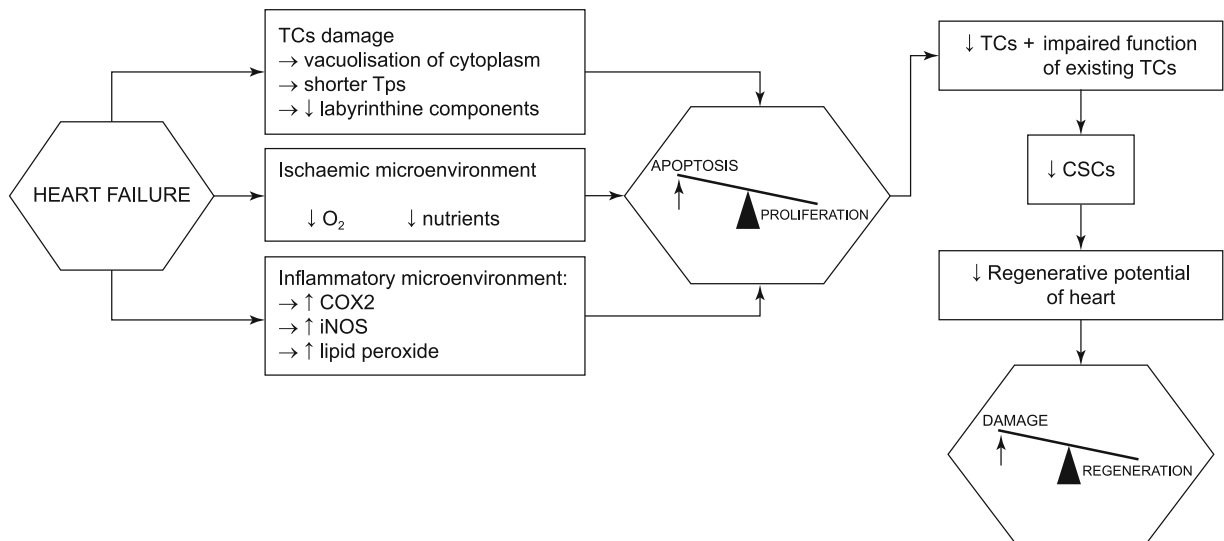 HEART FAILURE
TCs damage
→ vacuolisation of cytoplasm
→ shorter Tps
→ ↓ labyrinthine components
Ischaemic microenvironment
↓ O₂ ↓ nutrients
Inflammatory microenvironment:
→ ↑ COX2
→ ↑ iNOS
→ ↑ lipid peroxide
APOPTOSIS
PROLIFERATION
↓ TCs + impaired function
of existing TCs
↓ CSCs
↓ Regenerative potential
of heart
DAMAGE
REGENERATION